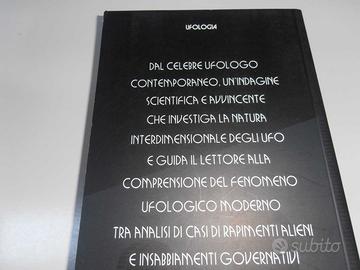 UFOLOGIA
DAL CELEBRE UFOLOGO
CONTEMPORANEO, UN'INDAGINE
SCIENTIFICA E AVVINCENTE
CHE INVESTIGA LA NATURA
INTERDIMENSIONALE DEGLI UFO
E GUIDA IL LETTORE ALLA
COMPRENSIONE DEL FENOMENO
UFOLOGICO MODERNO
TRA ANALISI DI CASI DI RAPIMENTI ALIENI
E INSABBIAMENTI GOVERNATIVI
subito